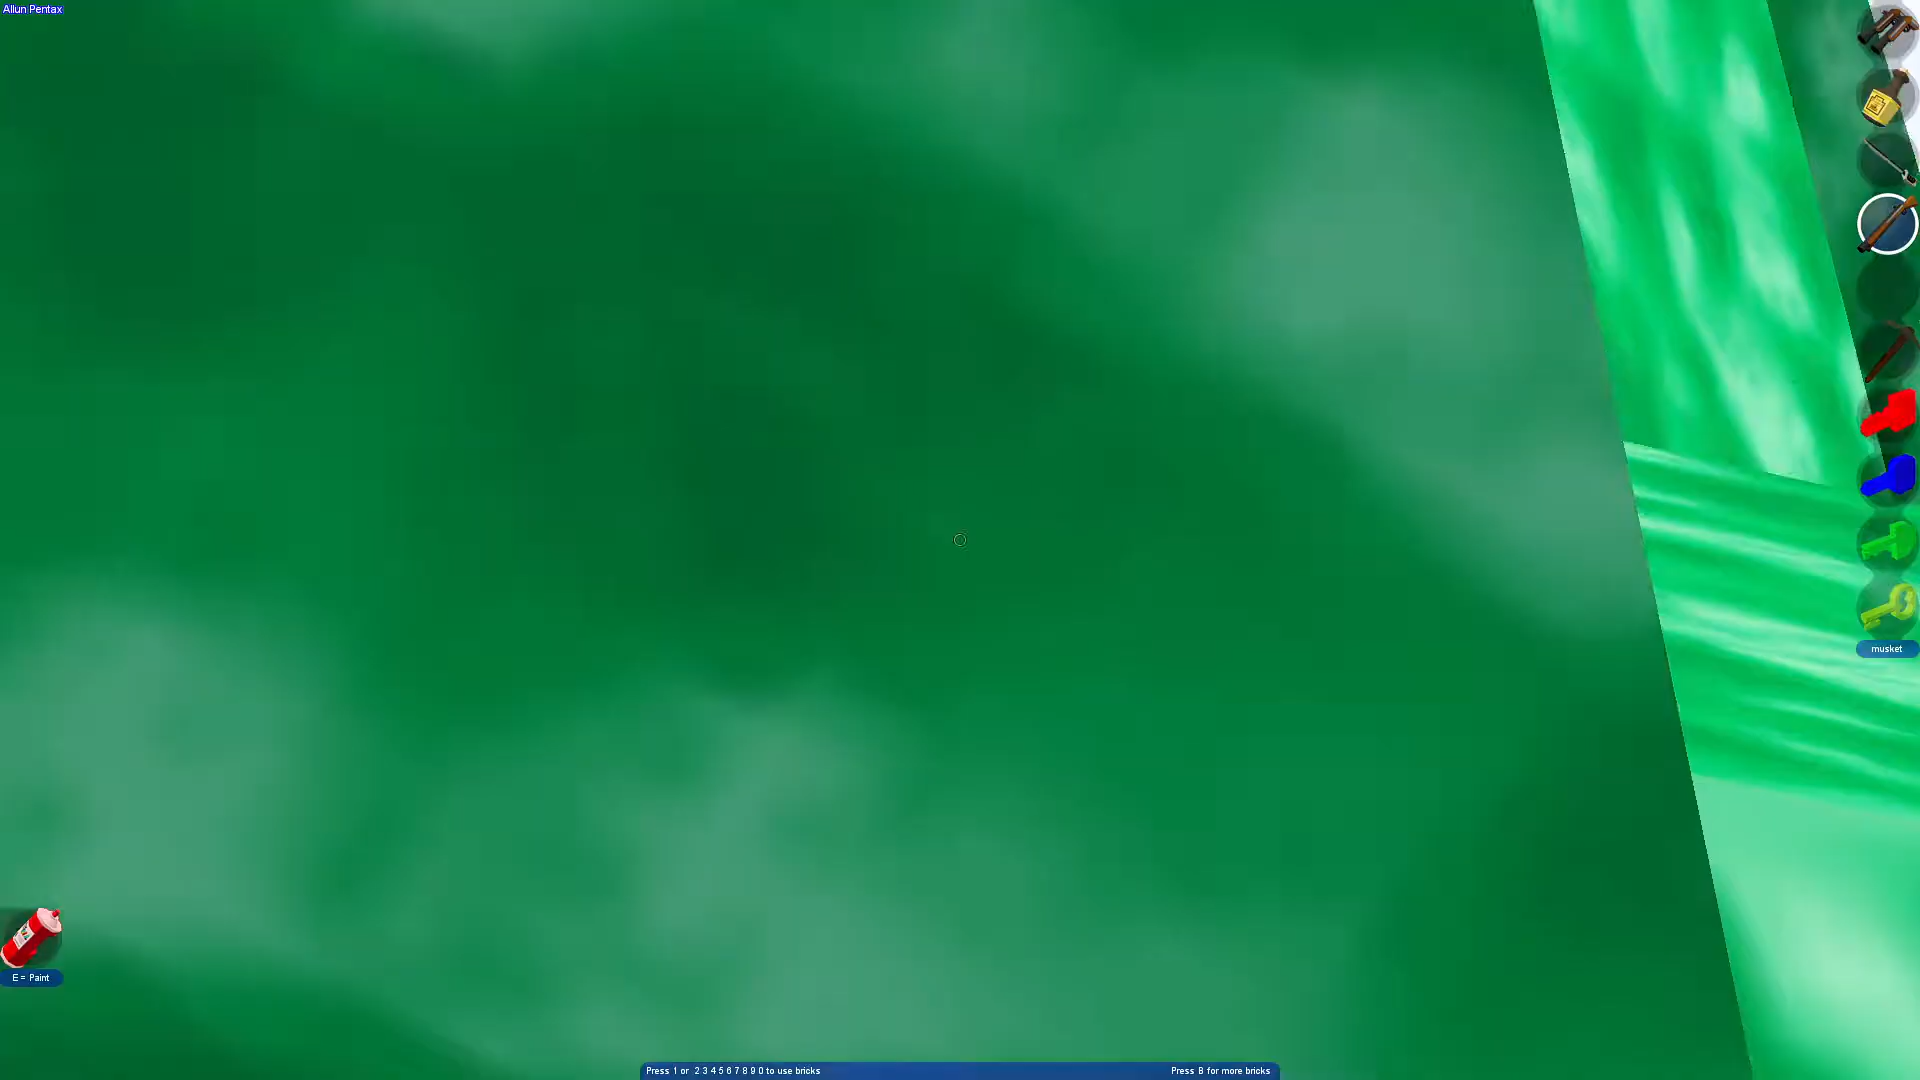 Allun Pentax
musket
E = Paint
Press 1 or 2 3 4 5 6 7 8 9 0 to use bricks
Press B for more bricks